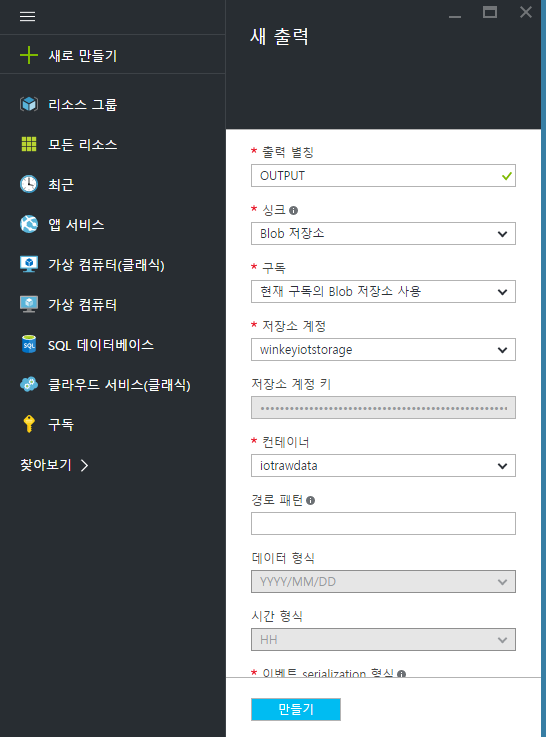 새로 만들기
리소스 그룹
모든 리소스
최근
앱 서비스
가상 컴퓨터(클래식)
가상 컴퓨터
SQL 데이터베이스
클라우드 서비스(클래식)
구독
찾아보기
새 출력
* 출력 별칭
OUTPUT
* 싱크
Blob 저장소
* 구독
현재 구독의 Blob 저장소 사용
* 저장소 계정
winkeyiotstorage
저장소 계정 키
* 컨테이너
iotrawdata
경로 패턴
데이터 형식
YYYY/MM/DD
시간 형식
HH
* 이벤트 serialization 형식
만들기